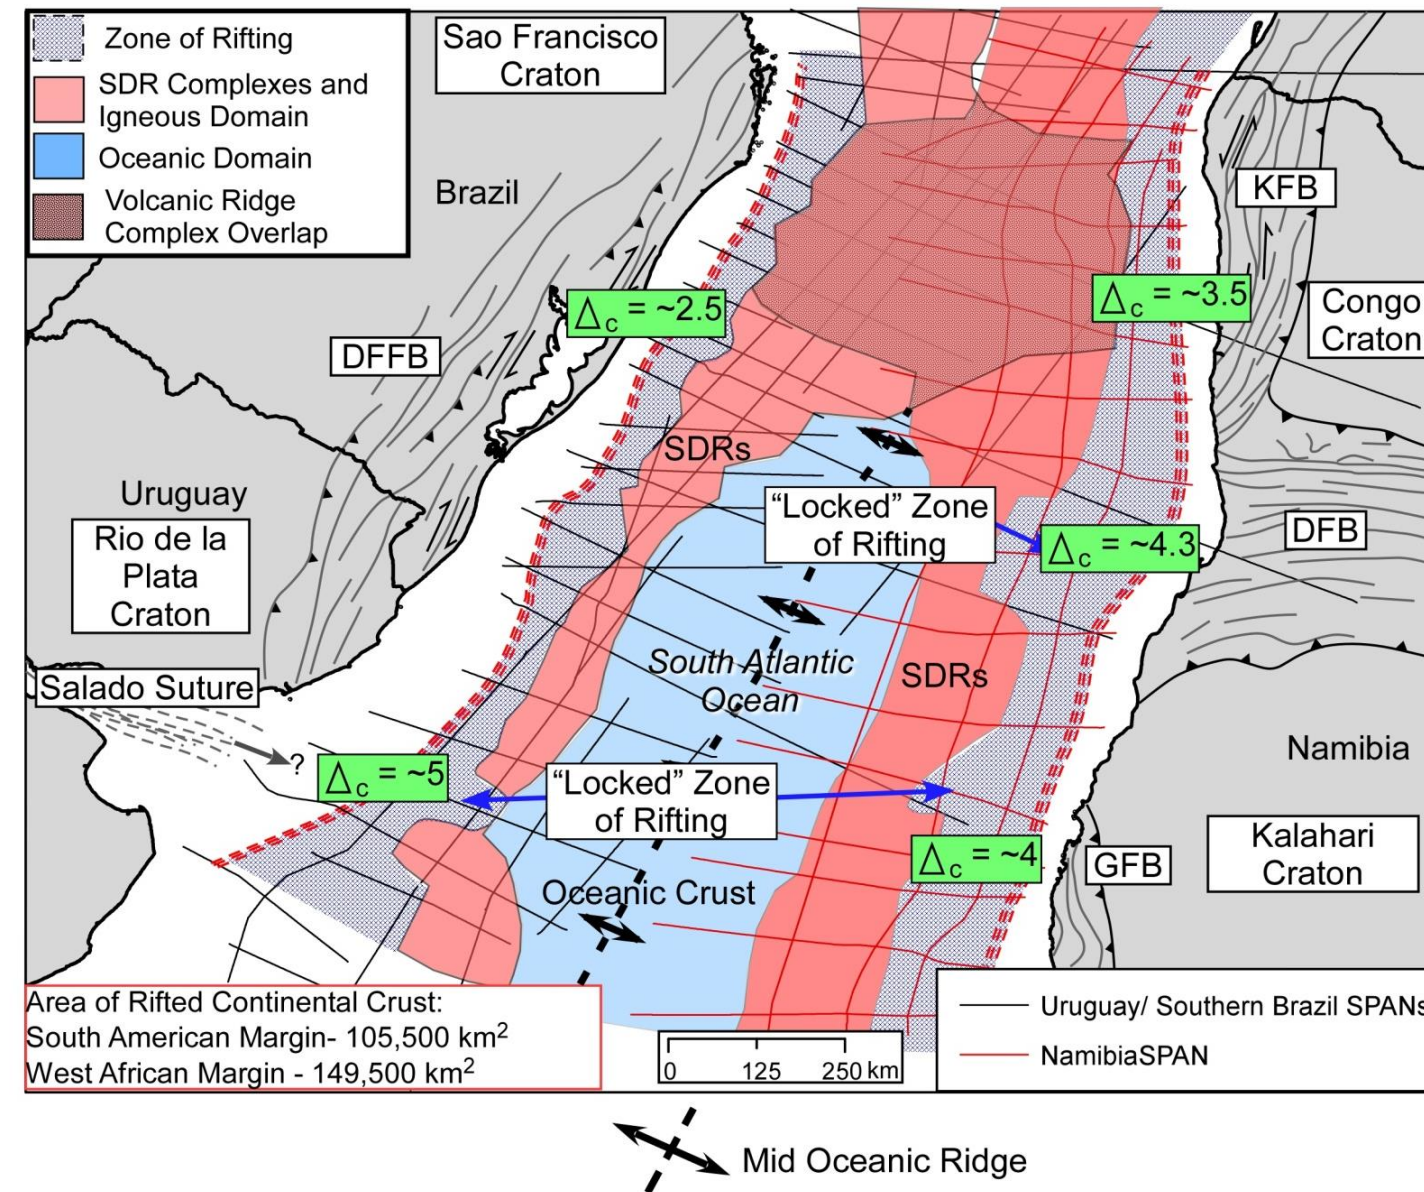 Zone of Rifting
SDR Complexes and
Igneous Domain
Oceanic Domain
Volcanic Ridge
Complex Overlap
Sao Francisco
Craton
Brazil
KFB
Δc = ~2.5
Δc = ~3.5
Congo
Craton
DFFB
SDRs
Uruguay
Rio de la
Plata
Craton
“Locked” Zone
of Rifting
Δc = ~4.3
DFB
South Atlantic
Ocean
SDRs
Salado Suture
?
Δc = ~5
“Locked” Zone
of Rifting
Namibia
Δc = ~4
GFB
Kalahari
Craton
Oceanic Crust
Area of Rifted Continental Crust:
South American Margin- 105,500 km²
West African Margin - 149,500 km²
0 125 250 km
Uruguay/ Southern Brazil SPANs
NamibiaSPAN
Mid Oceanic Ridge